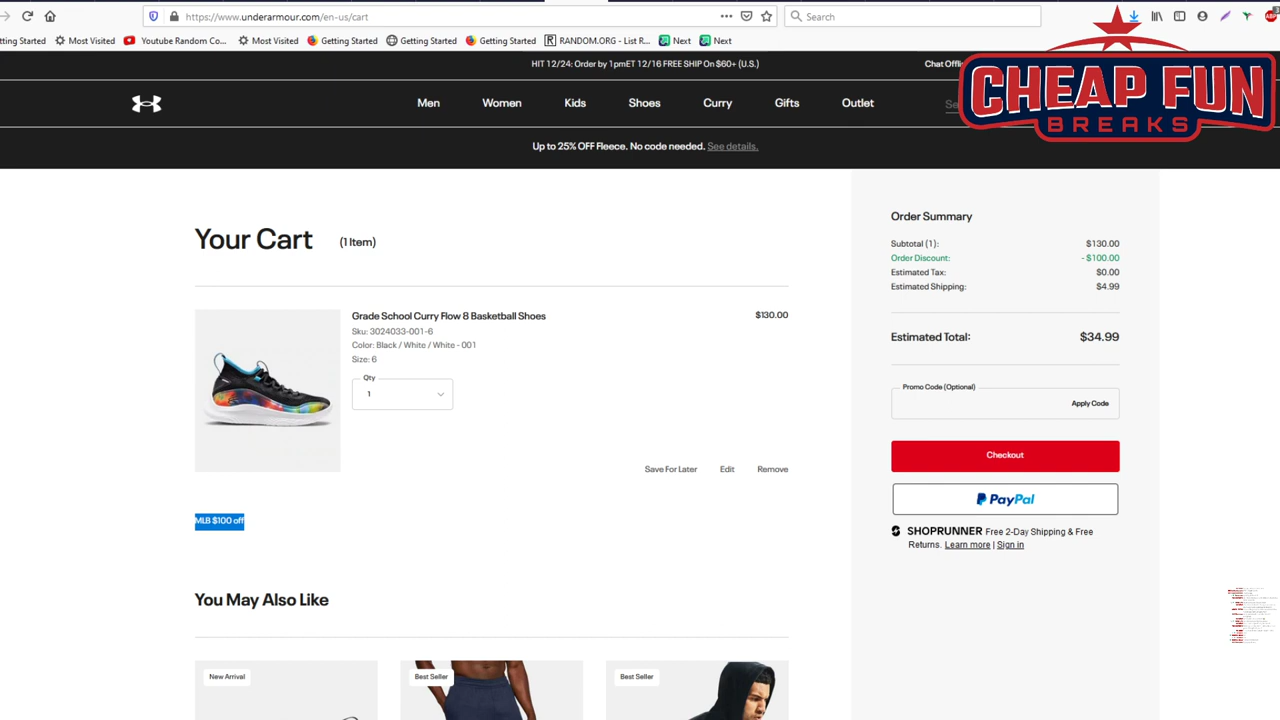 https://www.underarmour.com/en-us/cart
Search
etting Started
Most Visited
Youtube Random Co...
Most Visited
Getting Started
Getting Started
Getting Started
RANDOM.ORG - List R...
Next
Next
HIT 12/24: Order by 1pmET 12/16 FREE SHIP On $60+ (U.S.)
CHEAP FUN
BREAKS
Men
Women
Kids
Shoes
Curry
Gifts
Outlet
Up to 25% OFF Fleece. No code needed. See details.
Your Cart (1 Item)
Grade School Curry Flow 8 Basketball Shoes
$130.00
Sku: 3024033-001-6
Color: Black / White / White - 001
Size: 6
Qty
1
Save For Later
Edit
Remove
MLB $100 off
Order Summary
Subtotal (1): $130.00
Order Discount: - $100.00
Estimated Tax: $0.00
Estimated Shipping: $4.99
Estimated Total: $34.99
Promo Code (Optional)
Apply Code
Checkout
PayPal
SHOPRUNNER Free 2-Day Shipping & Free
Returns. Learn more | Sign in
You May Also Like
New Arrival
Best Seller
Best Seller